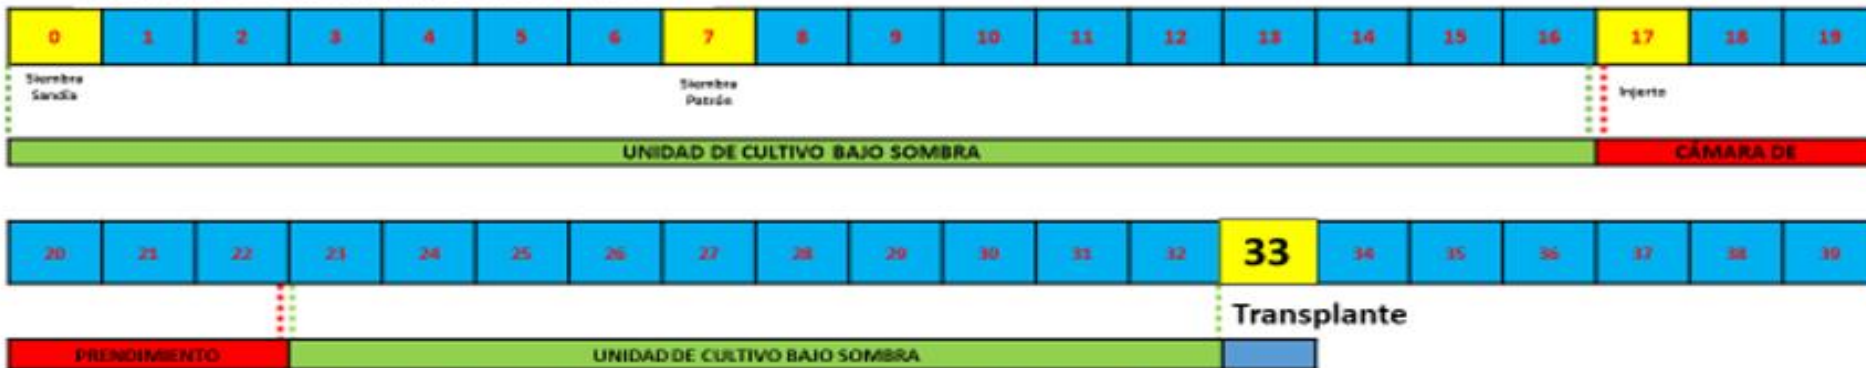 0 1 2 3 4 5 6 7 8 9 10 11 12 13 14 15 16 17 18 19
Siembra
Sandía
Siembra
Patrón
Injerto
UNIDAD DE CULTIVO BAJO SOMBRA
CÁMARA DE
20 21 22 23 24 25 26 27 28 29 30 31 32 33 34 35 36 37 38 39
Transplante
PRENDIMIENTO
UNIDAD DE CULTIVO BAJO SOMBRA